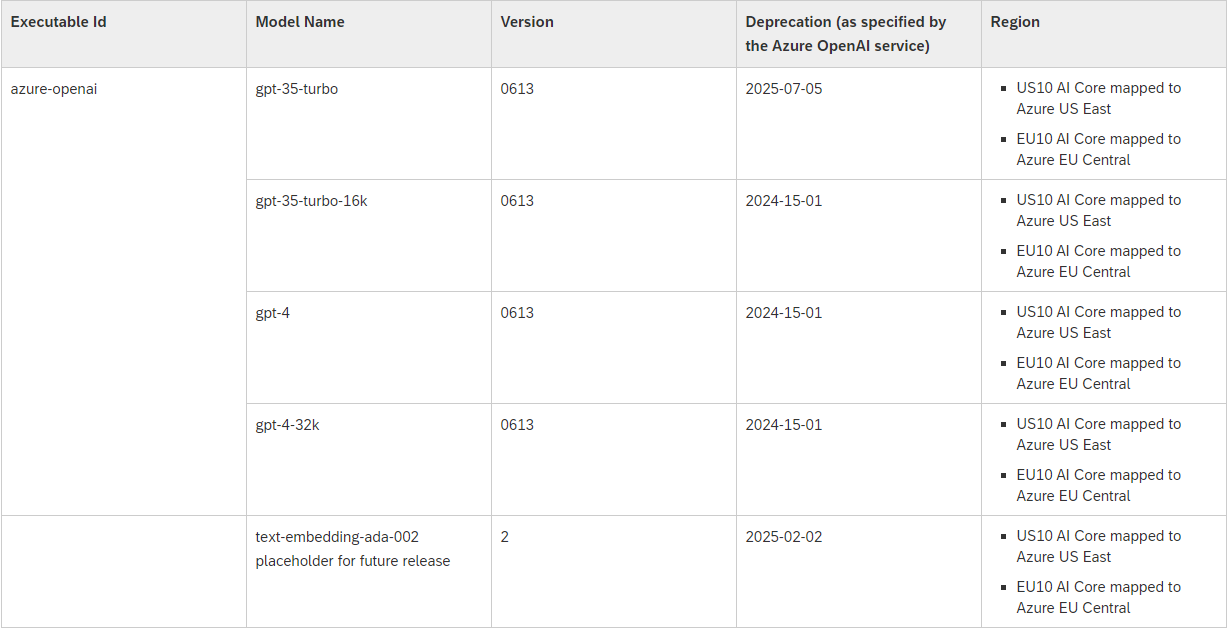 Executable Id
Model Name
Version
Deprecation (as specified by
the Azure OpenAI service)
Region
azure-openai
gpt-35-turbo
0613
2025-07-05
US10 AI Core mapped to
Azure US East
EU10 AI Core mapped to
Azure EU Central
gpt-35-turbo-16k
0613
2024-15-01
US10 AI Core mapped to
Azure US East
EU10 AI Core mapped to
Azure EU Central
gpt-4
0613
2024-15-01
US10 AI Core mapped to
Azure US East
EU10 AI Core mapped to
Azure EU Central
gpt-4-32k
0613
2024-15-01
US10 AI Core mapped to
Azure US East
EU10 AI Core mapped to
Azure EU Central
text-embedding-ada-002
placeholder for future release
2
2025-02-02
US10 AI Core mapped to
Azure US East
EU10 AI Core mapped to
Azure EU Central